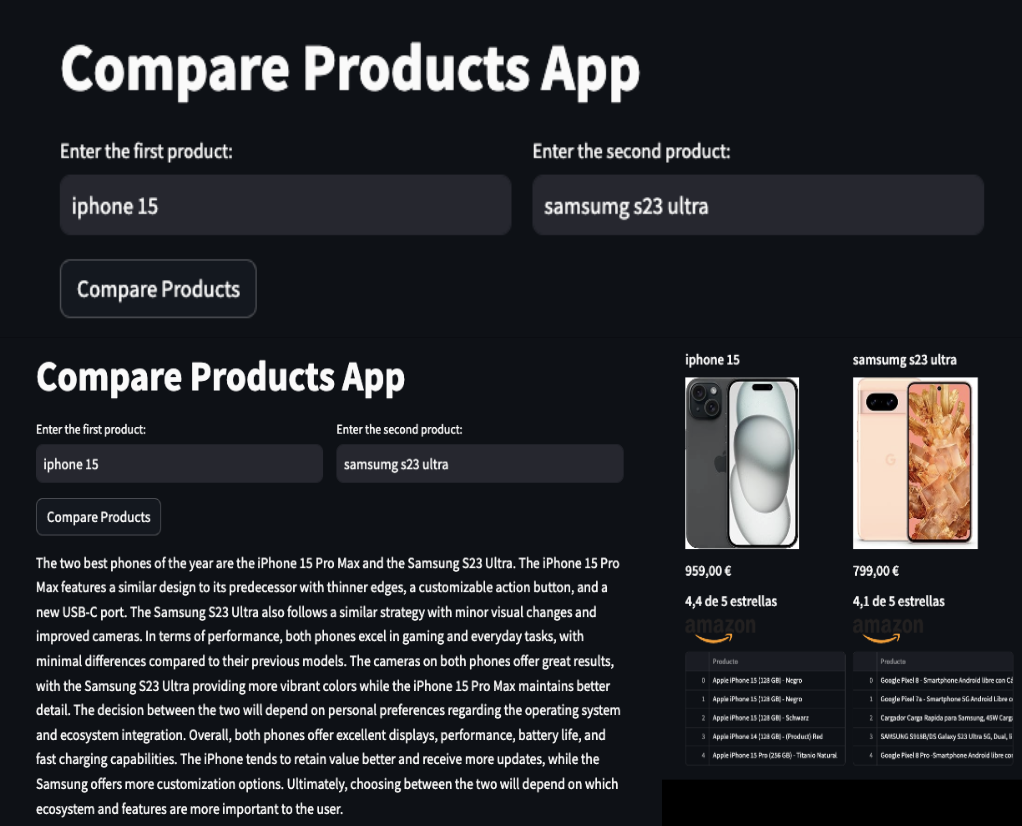 Compare Products App
Enter the first product:
Enter the second product:
iphone 15
samsumg s23 ultra
Compare Products
Compare Products App
Enter the first product:
Enter the second product:
iphone 15
samsumg s23 ultra
Compare Products
The two best phones of the year are the iPhone 15 Pro Max and the Samsung S23 Ultra. The iPhone 15 Pro
Max features a similar design to its predecessor with thinner edges, a customizable action button, and a
new USB-C port. The Samsung S23 Ultra also follows a similar strategy with minor visual changes and
improved cameras. In terms of performance, both phones excel in gaming and everyday tasks, with
minimal differences compared to their previous models. The cameras on both phones offer great results,
with the Samsung S23 Ultra providing more vibrant colors while the iPhone 15 Pro Max maintains better
detail. The decision between the two will depend on personal preferences regarding the operating system
and ecosystem integration. Overall, both phones offer excellent displays, performance, battery life, and
fast charging capabilities. The iPhone tends to retain value better and receive more updates, while the
Samsung offers more customization options. Ultimately, choosing between the two will depend on which
ecosystem and features are more important to the user.
iphone 15
samsumg s23 ultra
G
959,00 €
799,00 €
4,4 de 5 estrellas
4,1 de 5 estrellas
amazon
amazon
Producto
0 Apple iPhone 15 (128 GB) - Negro
1 Apple iPhone 15 (128 GB) - Negro
2 Apple iPhone 15 (128 GB) - Schwarz
3 Apple iPhone 14 (128 GB) - (Product) Red
4 Apple iPhone 15 Pro (256 GB) - Titanio Natural
Producto
0 Google Pixel 8 - Smartphone Android libre con Cá
1 Google Pixel 7a - Smartphone 5G Android Libre o
2 Cargador Carga Rapida para Samsung, 45W Carg
3 SAMSUNG S918B/DS Galaxy S23 Ultra 5G, Dual, 
4 Google Pixel 8 Pro -Smartphone Android libre con